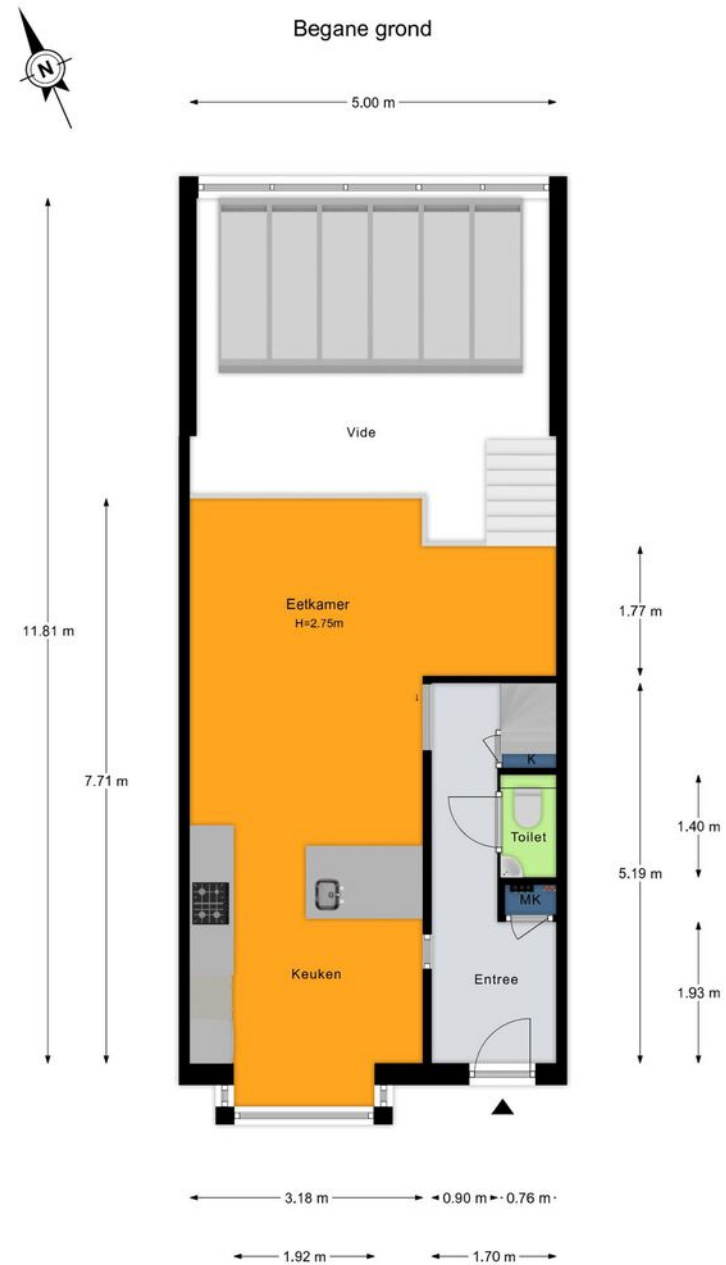 Begane grond
N
5.00 m
Vide
Eetkamer
H=2.75m
1.77 m
11.81 m
7.71 m
K
Toilet
1.40 m
5.19 m
MK
Keuken
Entree
1.93 m
3.18 m
0.90 m
0.76 m
1.92 m
1.70 m